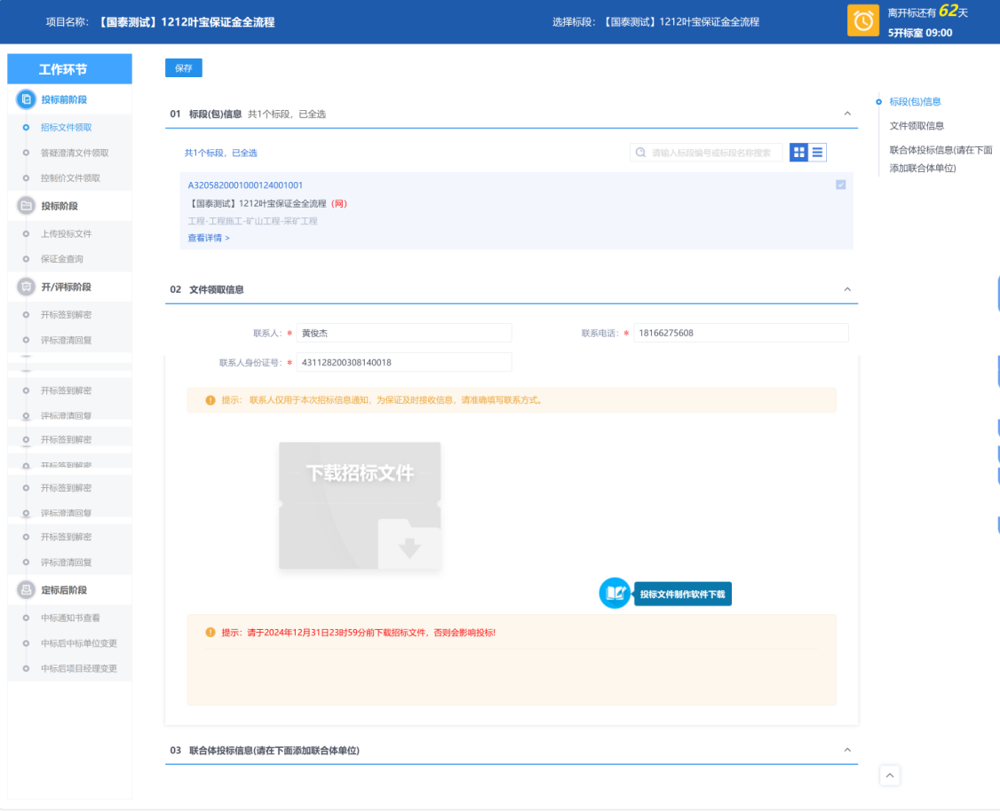 项目名称: 【国泰测试】1212叶宝保证金全流程
选择标段: 【国泰测试】1212叶宝保证金全流程
离开标还有 62天
5开标室 09:00
工作环节
投标前阶段
招标文件领取
答疑澄清文件领取
控制价文件领取
投标阶段
上传投标文件
保证金查询
开/评标阶段
开标签到解密
评标澄清回复
开标签到解密
评标澄清回复
开标签到解密
开标签到解密
开标签到解密
评标澄清回复
开标签到解密
评标澄清回复
定标后阶段
中标通知书查看
中标后中标单位变更
中标后项目经理变更
保存
01 标段(包)信息 共1个标段, 已全选
共1个标段, 已全选
请输入标段编号或标段名称搜索
A3205820001000124001001
【国泰测试】1212叶宝保证金全流程 (网)
工程-工程施工-矿山工程-采矿工程
查看详情 >
02 文件领取信息
联系人: * 黄俊杰
联系电话: * 18166275608
联系人身份证号: * 431128200308140018
提示: 联系人仅用于本次招标信息通知, 为保证及时接收信息, 请准确填写联系方式。
下载招标文件
投标文件制作软件下载
提示: 请于2024年12月31日23时59分前下载招标文件, 否则会影响投标!
03 联合体投标信息(请在下面添加联合体单位)
标段(包)信息
文件领取信息
联合体投标信息(请在下面
添加联合体单位)